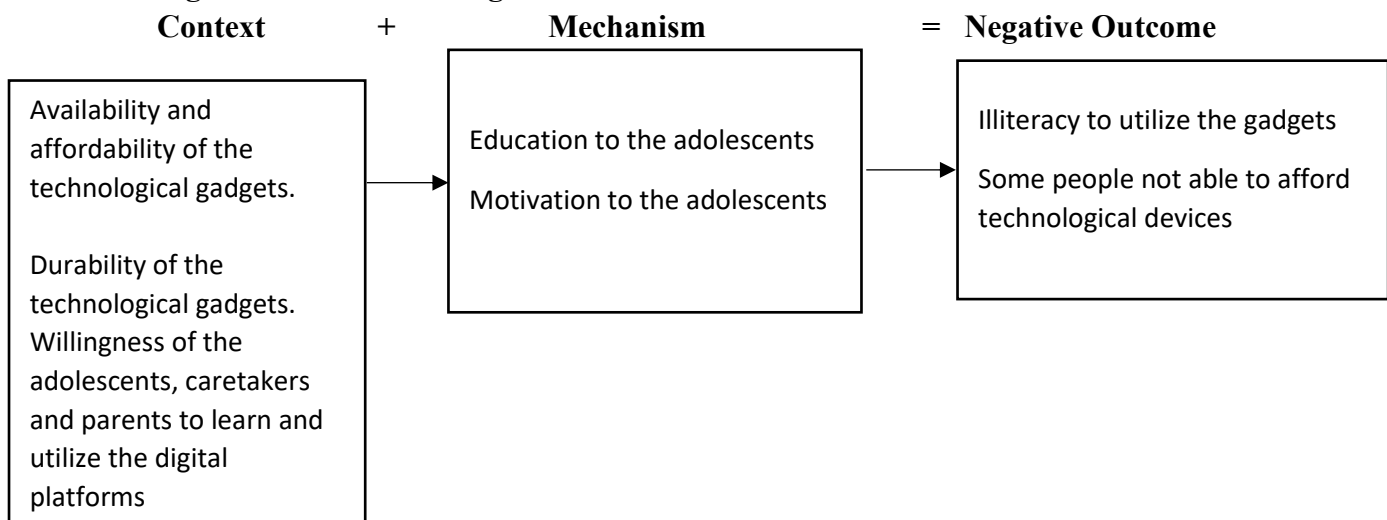 Context + Mechanism = Negative Outcome
Availability and
affordability of the
technological gadgets.
Durability of the
technological gadgets.
Willingness of the
adolescents, caretakers
and parents to learn and
utilize the digital
platforms
Education to the adolescents
Motivation to the adolescents
Illiteracy to utilize the gadgets
Some people not able to afford
technological devices